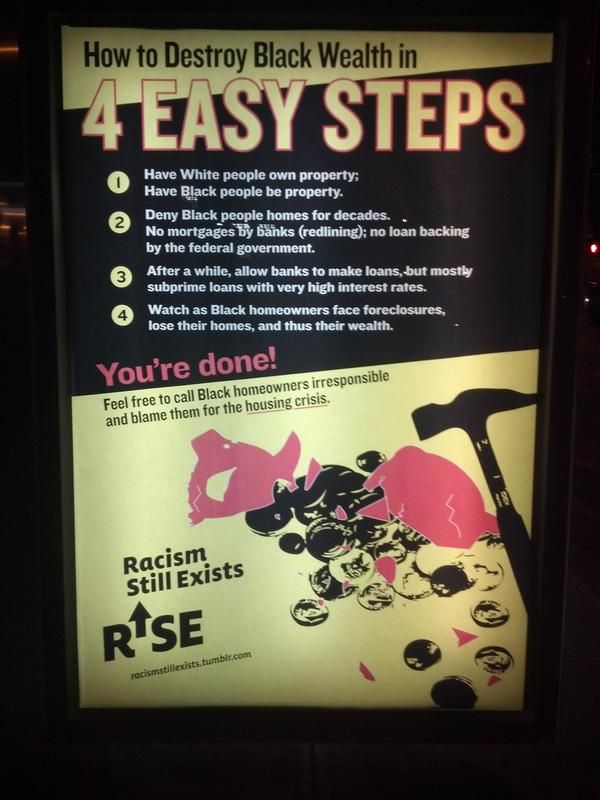 How to Destroy Black Wealth in
4 EASY STEPS
1 Have White people own property;
Have Black people be property.
2 Deny Black people homes for decades.
No mortgages by banks (redlining); no loan backing
by the federal government.
3 After a while, allow banks to make loans, but mostly
subprime loans with very high interest rates.
4 Watch as Black homeowners face foreclosures,
lose their homes, and thus their wealth.
You're done!
Feel free to call Black homeowners irresponsible
and blame them for the housing crisis.
Racism
Still Exists
RISE
racismstillexists.tumblr.com